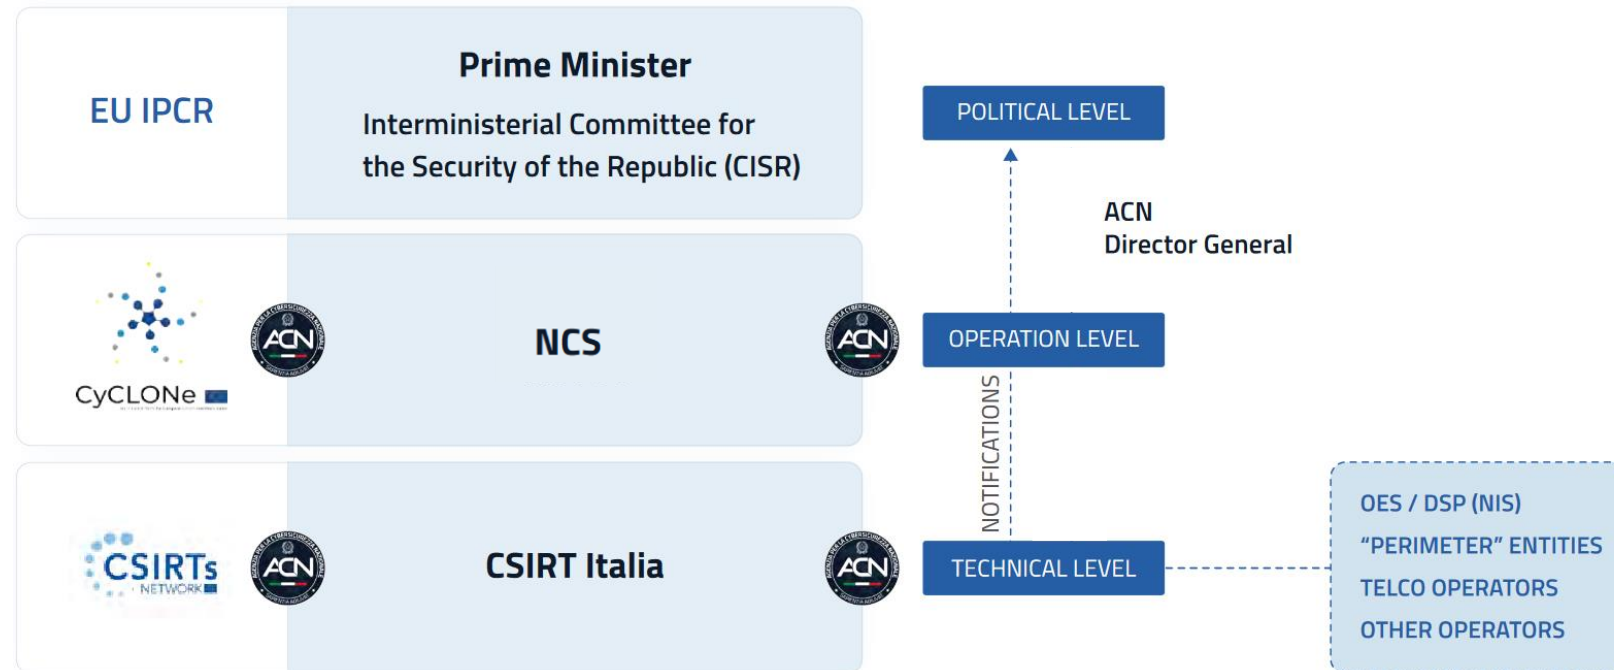 EU IPCR
Prime Minister
Interministerial Committee for
the Security of the Republic (CISR)
POLITICAL LEVEL
ACN
Director General
CyCLONe
ACN
NCS
ACN
OPERATION LEVEL
NOTIFICATIONS
CSIRTs
NETWORK
ACN
CSIRT Italia
ACN
TECHNICAL LEVEL
OES / DSP (NIS)
“PERIMETER” ENTITIES
TELCO OPERATORS
OTHER OPERATORS